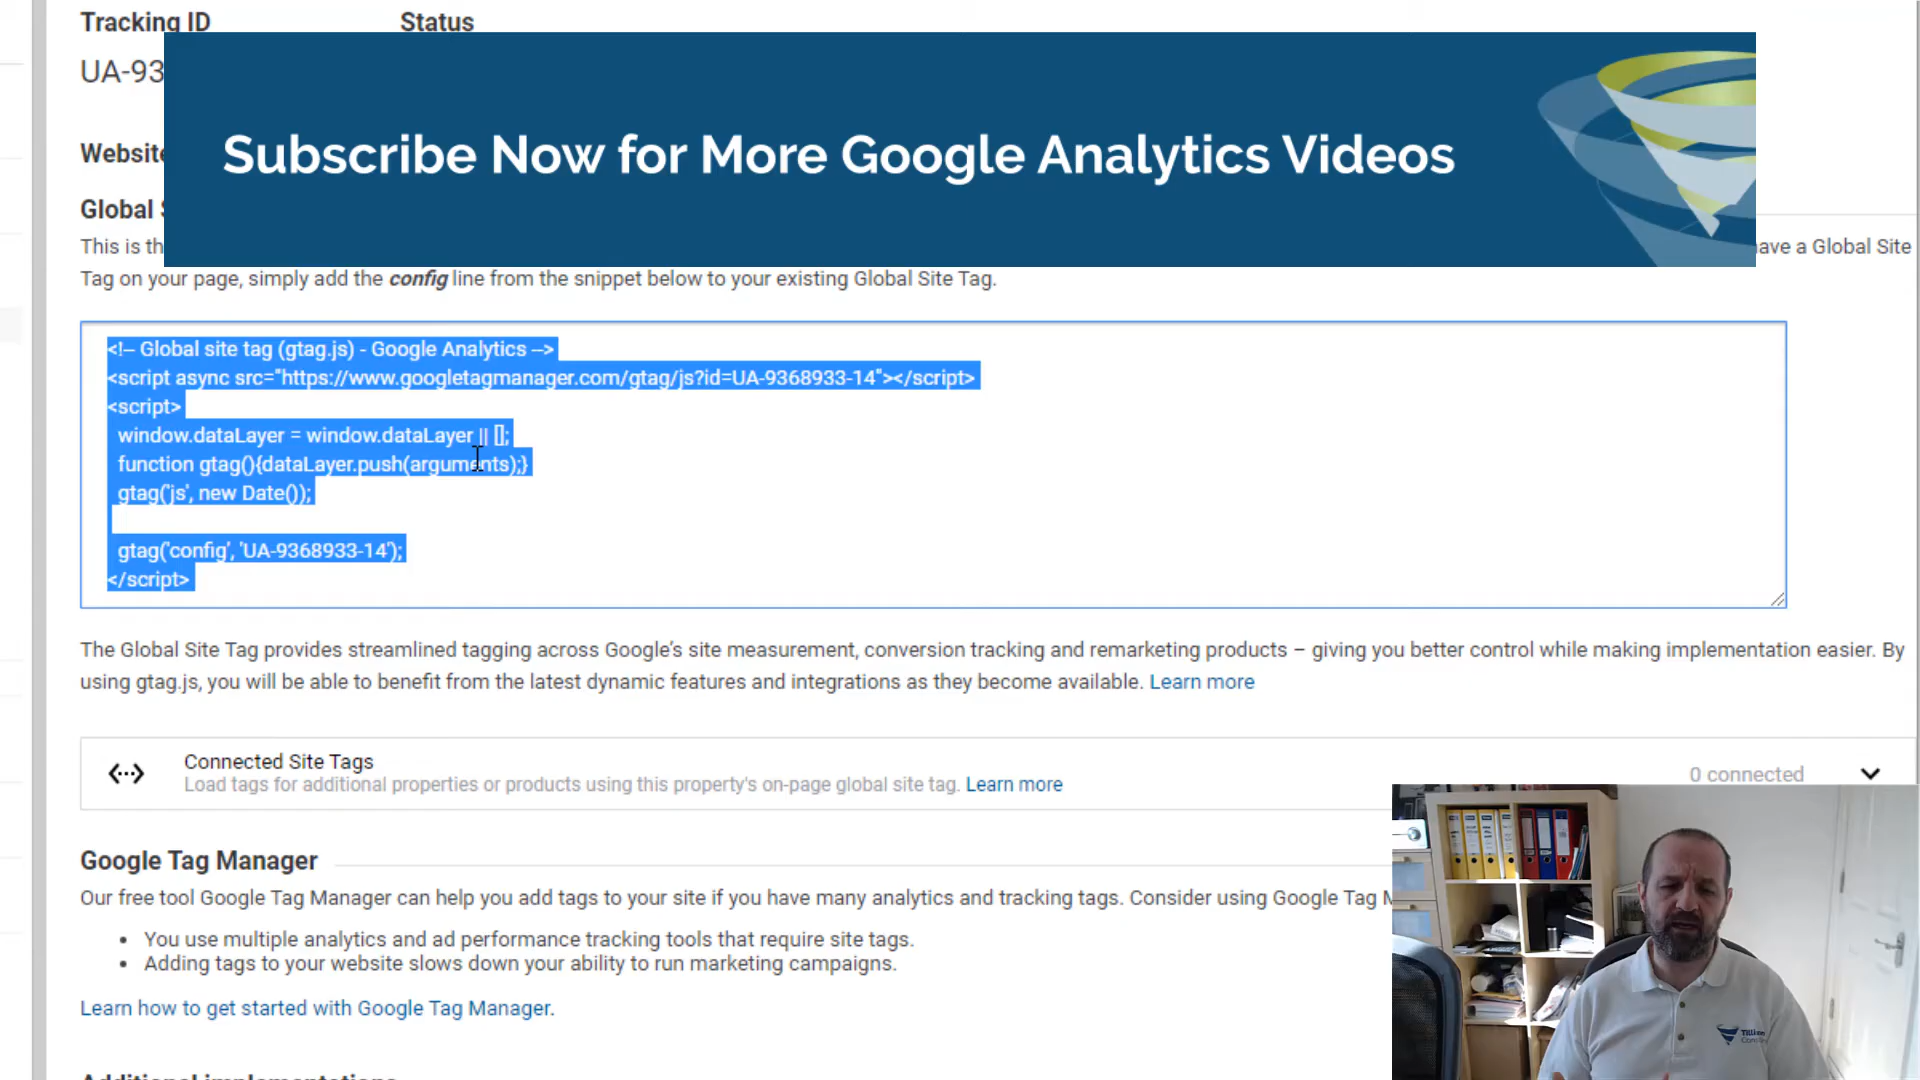 Tracking ID Status
UA-93
Subscribe Now for More Google Analytics Videos
Website
Global S
This is th ave a Global Site
Tag on your page, simply add the config line from the snippet below to your existing Global Site Tag.
<!-- Global site tag (gtag.js) - Google Analytics -->
<script async src="https://www.googletagmanager.com/gtag/js?id=UA-9368933-14"></script>
<script>
window.dataLayer = window.dataLayer || [];
function gtag(){dataLayer.push(arguments);}
gtag('js', new Date());
gtag('config', 'UA-9368933-14');
</script>
The Global Site Tag provides streamlined tagging across Google's site measurement, conversion tracking and remarketing products – giving you better control while making implementation easier. By
using gtag.js, you will be able to benefit from the latest dynamic features and integrations as they become available. Learn more
Connected Site Tags
Load tags for additional properties or products using this property's on-page global site tag. Learn more
0 connected
Google Tag Manager
Our free tool Google Tag Manager can help you add tags to your site if you have many analytics and tracking tags. Consider using Google Tag M
• You use multiple analytics and ad performance tracking tools that require site tags.
• Adding tags to your website slows down your ability to run marketing campaigns.
Learn how to get started with Google Tag Manager.
Additional implementations